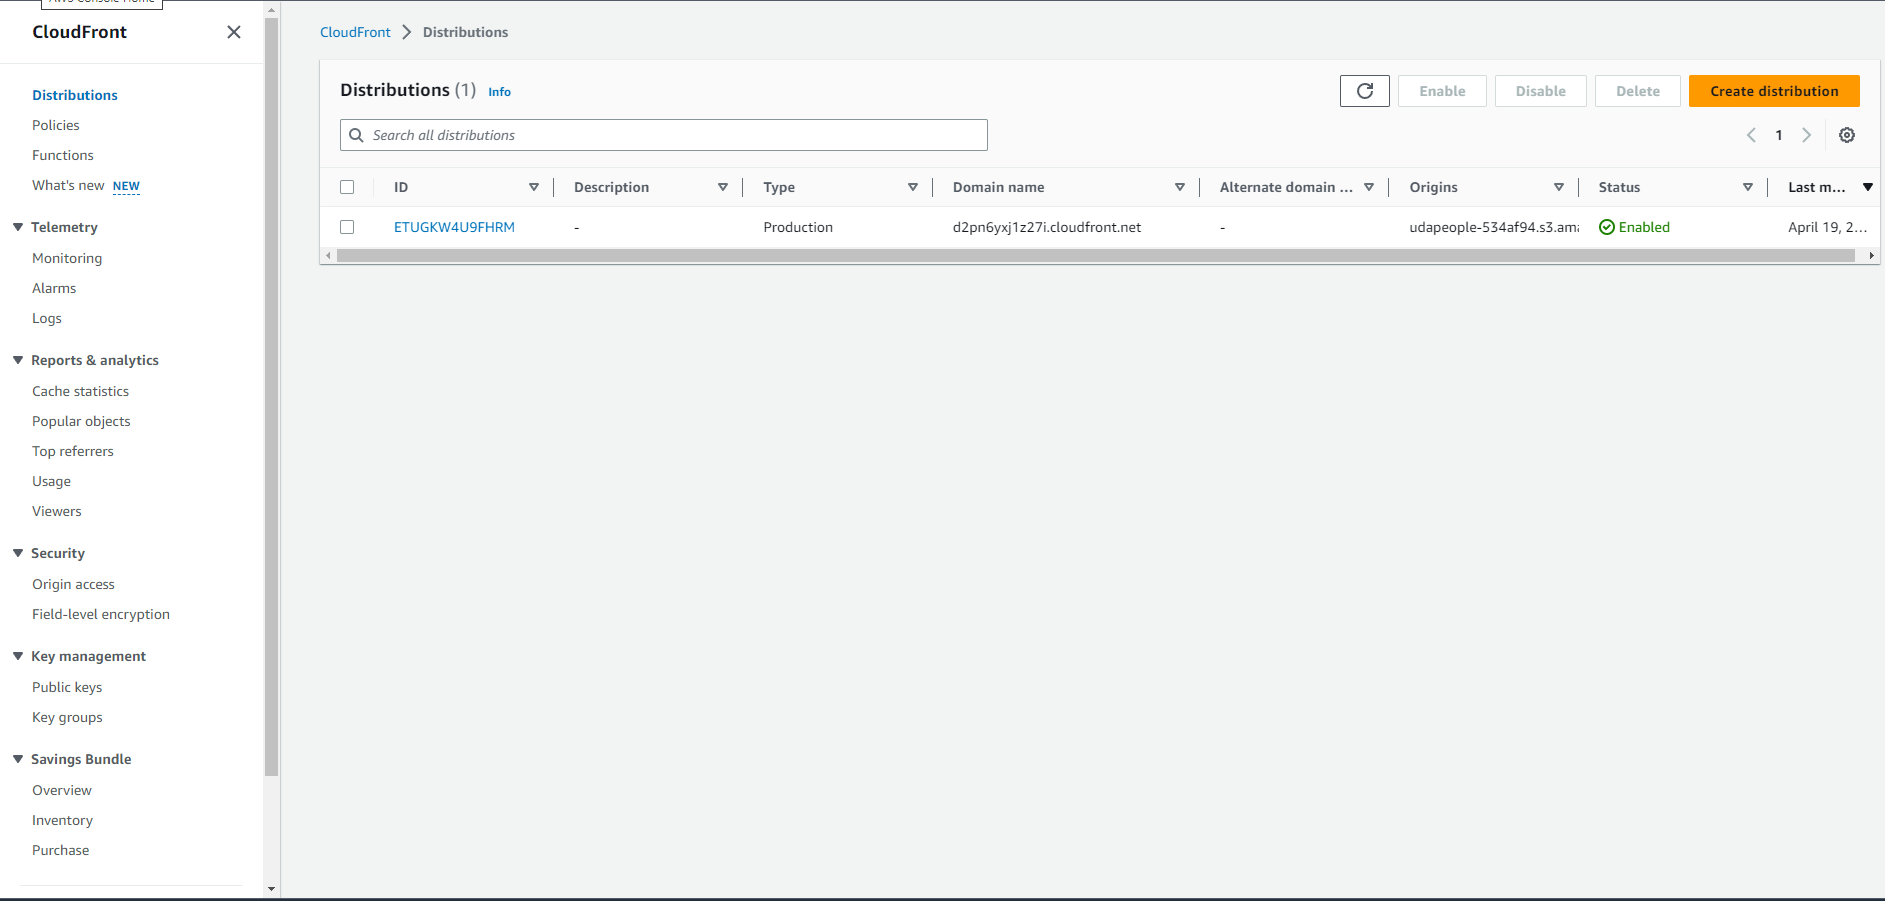 AWS Console Home
CloudFront
Distributions
Policies
Functions
What's new NEW
Telemetry
Monitoring
Alarms
Logs
Reports & analytics
Cache statistics
Popular objects
Top referrers
Usage
Viewers
Security
Origin access
Field-level encryption
Key management
Public keys
Key groups
Savings Bundle
Overview
Inventory
Purchase
CloudFront Distributions
Distributions (1) Info
Enable Disable Delete Create distribution
Search all distributions
1
ID Description Type Domain name Alternate domain ... Origins Status Last m...
ETUGKW4U9FHRM - Production d2pn6yxj1z27i.cloudfront.net - udapeople-534af94.s3.ama Enabled April 19, 2...